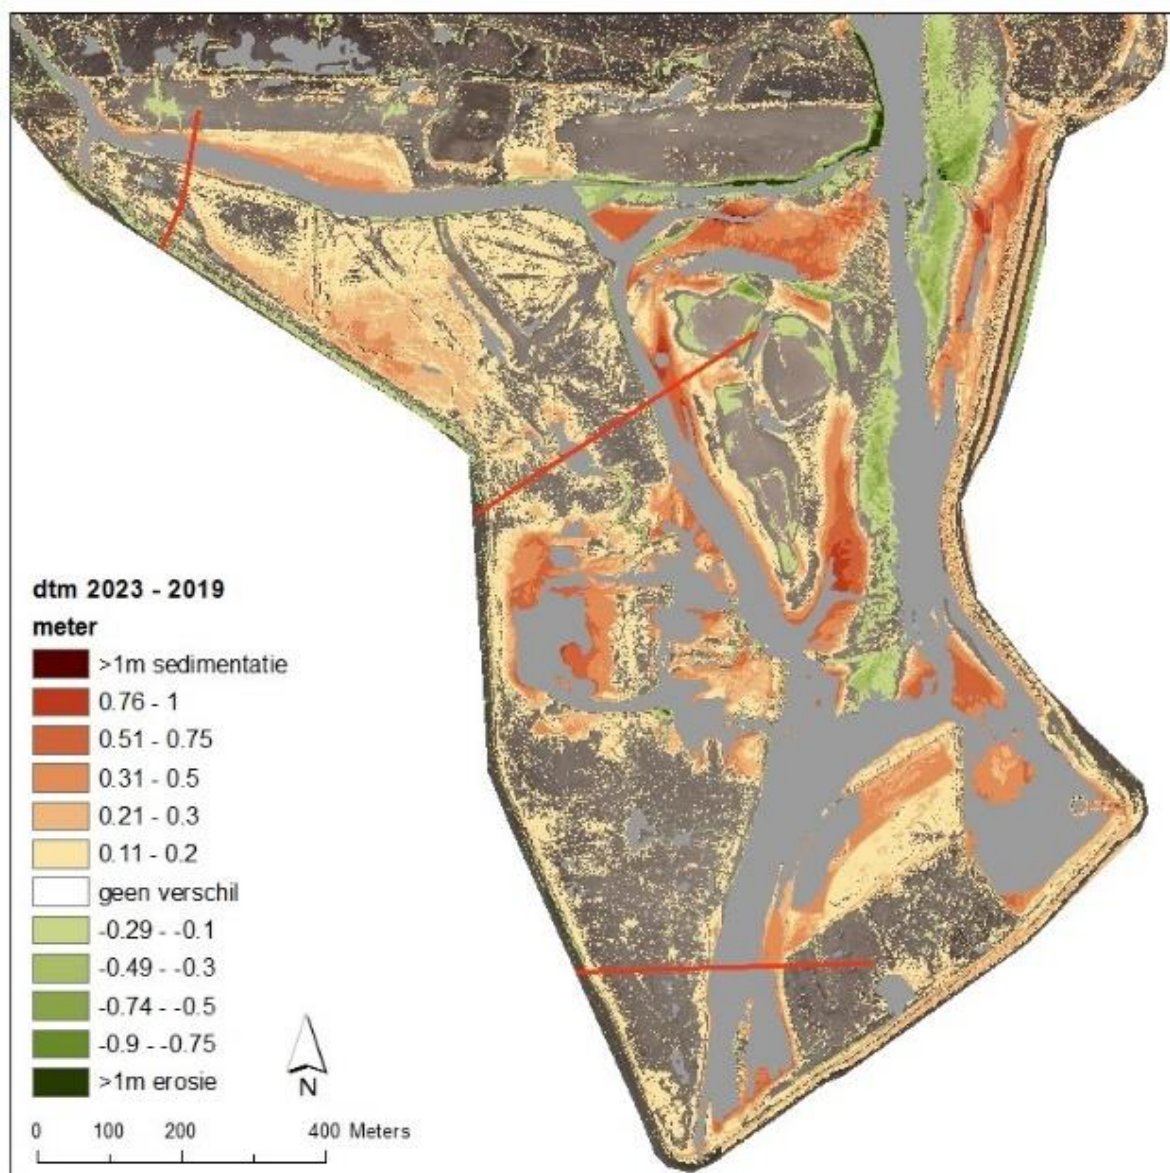 dtm 2023 - 2019
meter
>1m sedimentatie
0.76 - 1
0.51 - 0.75
0.31 - 0.5
0.21 - 0.3
0.11 - 0.2
geen verschil
-0.29 - -0.1
-0.49 - -0.3
-0.74 - -0.5
-0.9 - -0.75
>1m erosie
N
0 100 200 400 Meters